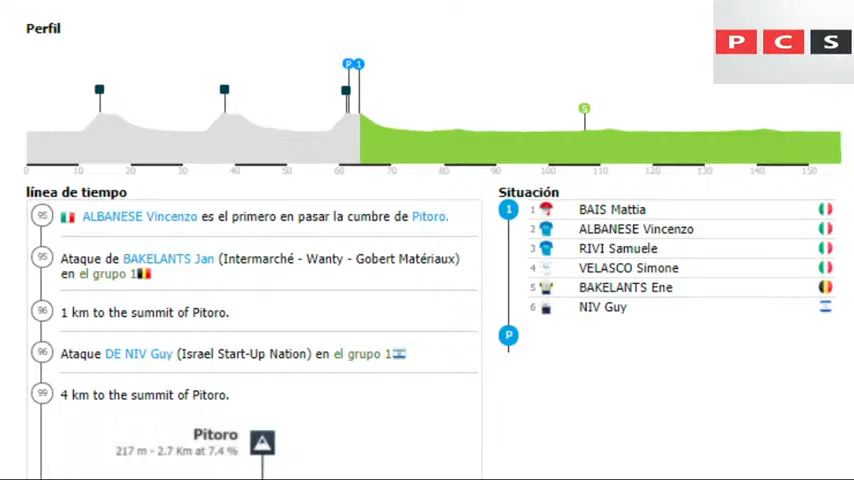 Perfil
P C S
P 1
S
0 10 20 30 40 50 60 70 80 90 100 110 120 130 140 150
línea de tiempo
95 ALBANESE Vincenzo es el primero en pasar la cumbre de Pitoro.
95 Ataque de BAKELANTS Jan (Intermarché - Wanty - Gobert Matériaux)
en el grupo 1
96 1 km to the summit of Pitoro.
96 Ataque DE NIV Guy (Israel Start-Up Nation) en el grupo 1
99 4 km to the summit of Pitoro.
Pitoro
217 m - 2.7 Km at 7.4 %
Situación
1
1 BAIS Mattia
2 ALBANESE Vincenzo
3 RIVI Samuele
4 VELASCO Simone
5 BAKELANTS Ene
6 NIV Guy
P